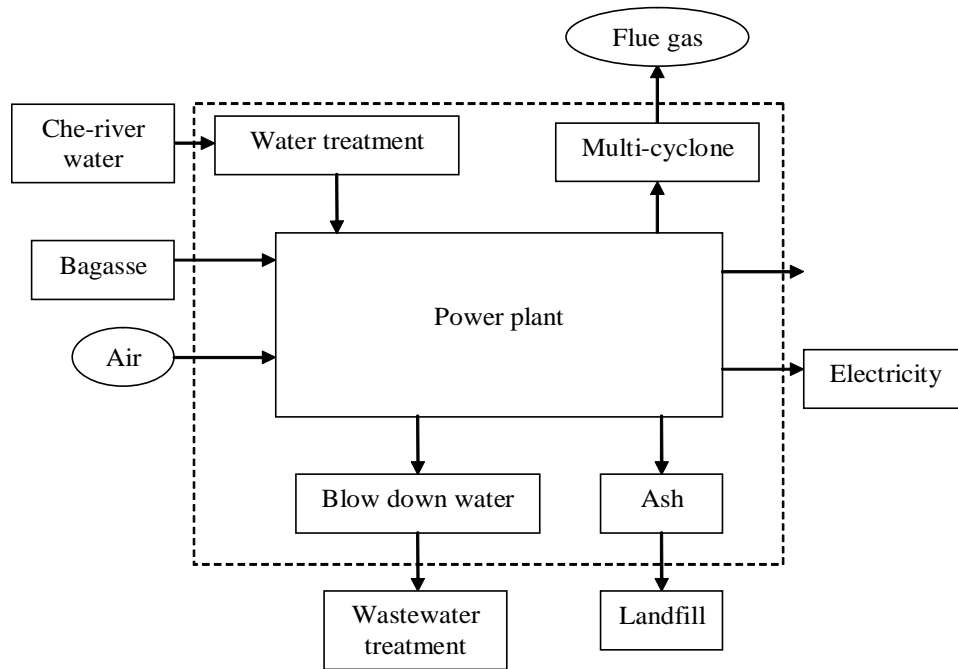 Flue gas
Che-river
water
Water treatment
Multi-cyclone
Bagasse
Power plant
Air
Electricity
Blow down water
Ash
Wastewater
treatment
Landfill